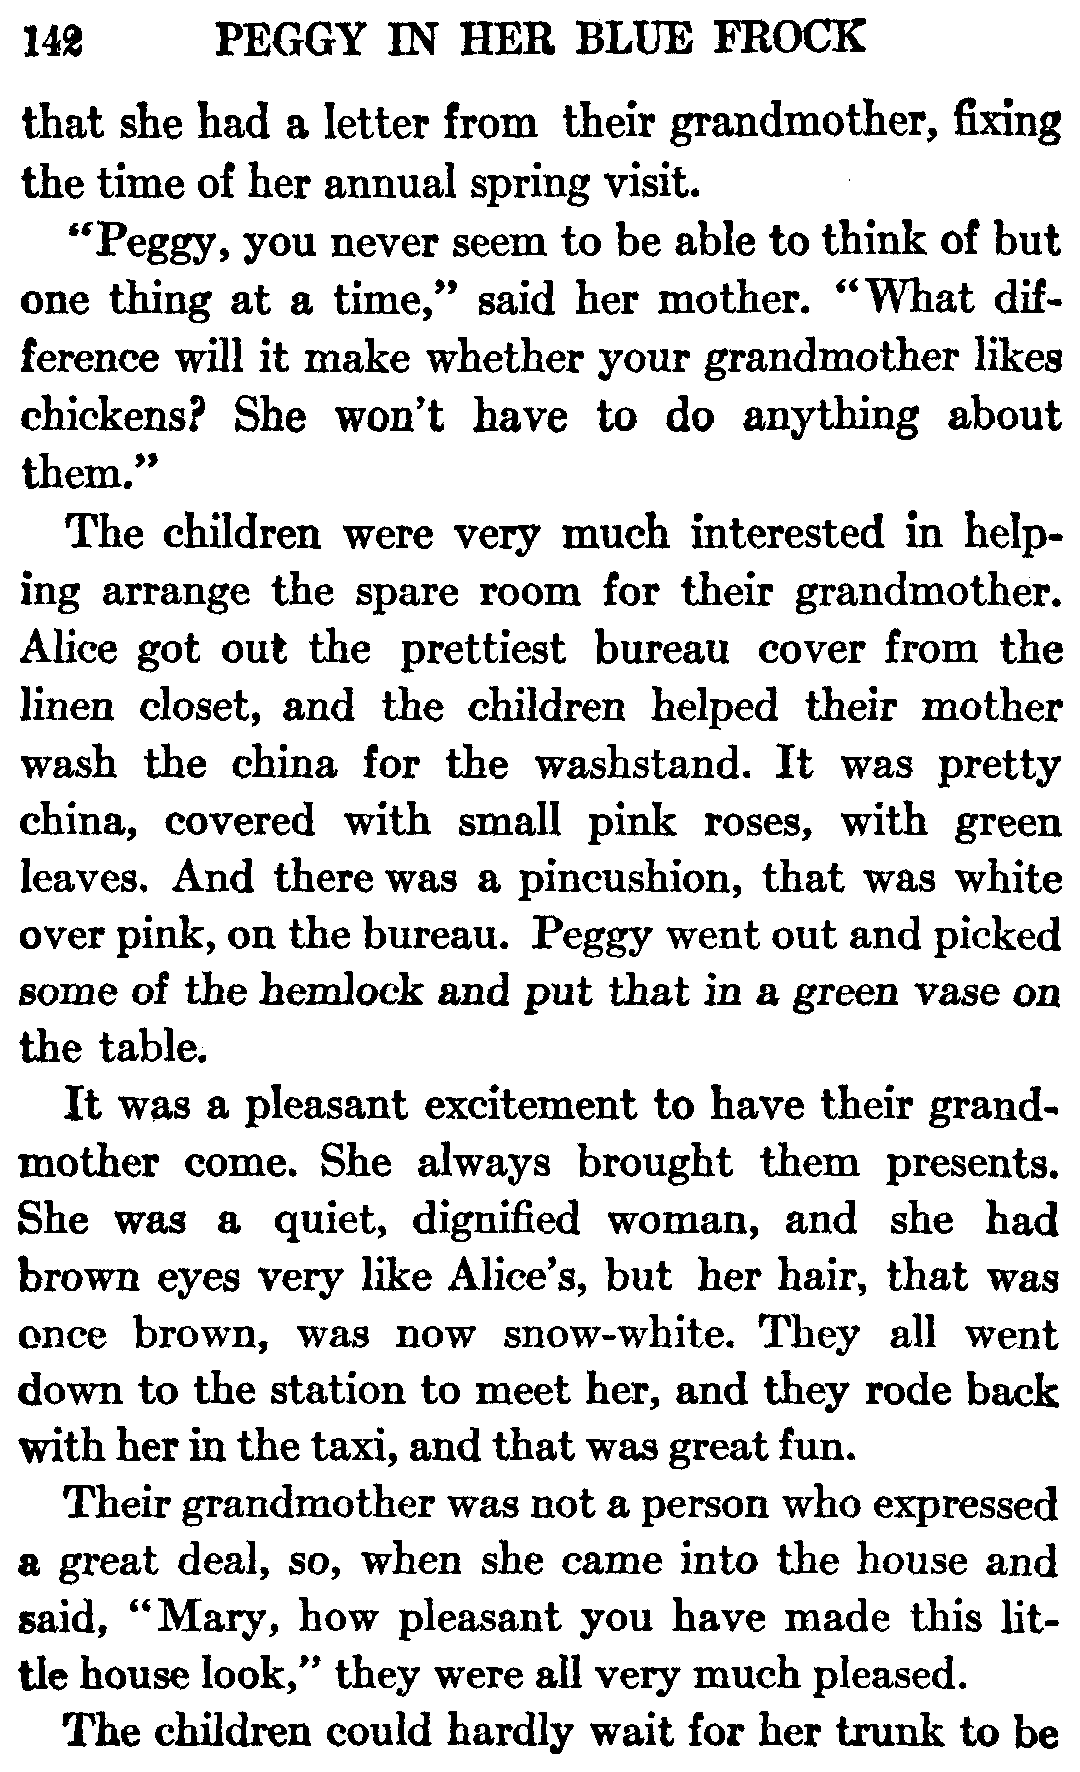 142 PEGGY IN HER BLUE FROCK
that she had a letter from their grandmother, fixing
the time of her annual spring visit.
“Peggy, you never seem to be able to think of but
one thing at a time,” said her mother. “What dif-
ference will it make whether your grandmother likes
chickens? She won’t have to do anything about
them.”
The children were very much interested in help-
ing arrange the spare room for their grandmother.
Alice got out the prettiest bureau cover from the
linen closet, and the children helped their mother
wash the china for the washstand. It was pretty
china, covered with small pink roses, with green
leaves. And there was a pincushion, that was white
over pink, on the bureau. Peggy went out and picked
some of the hemlock and put that in a green vase on
the table.
It was a pleasant excitement to have their grand-
mother come. She always brought them presents.
She was a quiet, dignified woman, and she had
brown eyes very like Alice’s, but her hair, that was
once brown, was now snow-white. They all went
down to the station to meet her, and they rode back
with her in the taxi, and that was great fun.
Their grandmother was not a person who expressed
a great deal, so, when she came into the house and
said, “Mary, how pleasant you have made this lit-
tle house look,” they were all very much pleased.
The children could hardly wait for her trunk to be